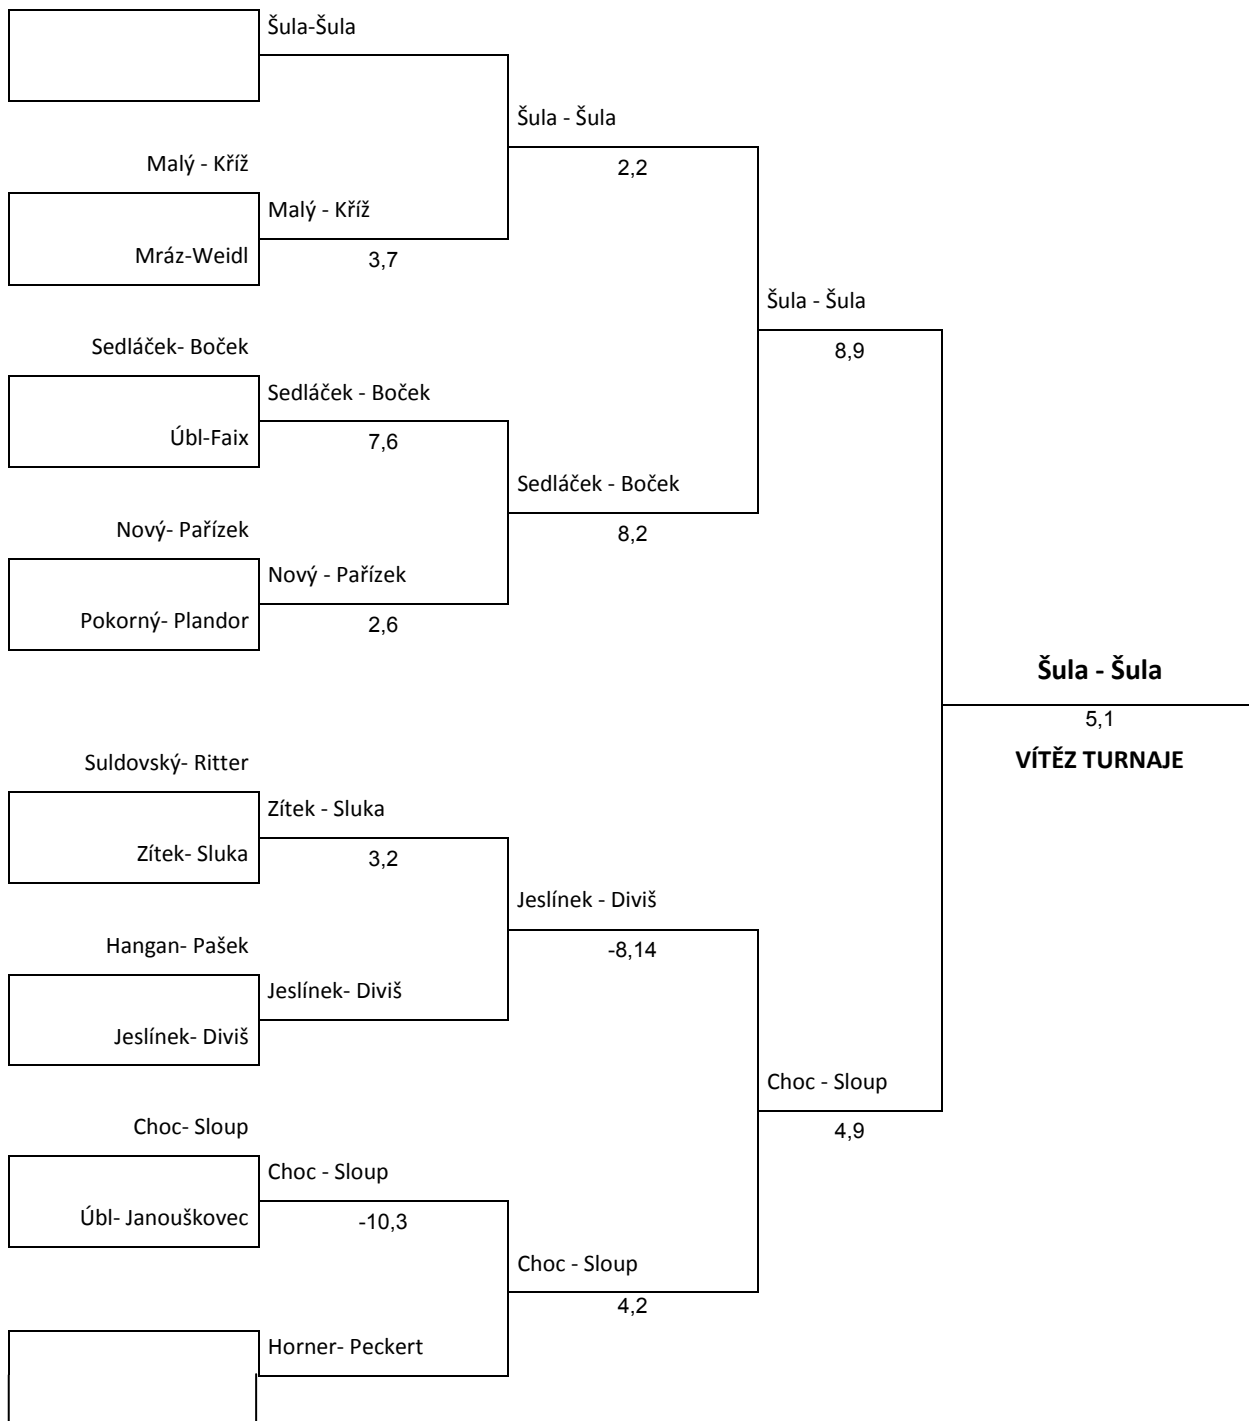 Šula-Šula
Šula - Šula
Malý - Kříž
2,2
Malý - Kříž
Mráz-Weidl
3,7
Šula - Šula
Sedláček- Boček
8,9
Sedláček - Boček
Úbl-Faix
7,6
Sedláček - Boček
Nový- Pařízek
8,2
Nový - Pařízek
Pokorný- Plandor
2,6
Šula - Šula
5,1
Suldovský- Ritter
VÍTĚZ TURNAJE
Zítek - Sluka
Zítek- Sluka
3,2
Jeslínek - Diviš
Hangan- Pašek
-8,14
Jeslínek- Diviš
Jeslínek- Diviš
Choc - Sloup
Choc- Sloup
4,9
Choc - Sloup
Úbl- Janouškovec
-10,3
Choc - Sloup
4,2
Horner- Peckert